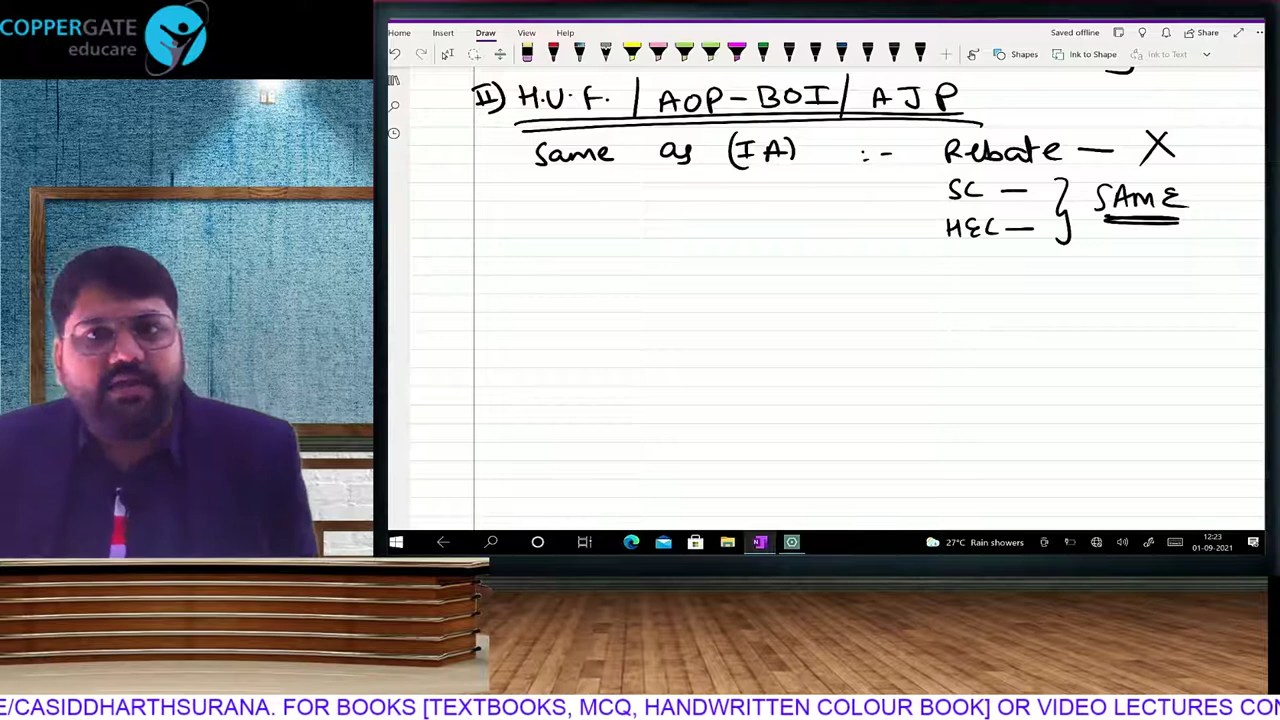 COPPERGATE
educare
Home Insert Draw View Help
Saved offline
Share
Shapes
Ink to Shape
Ink to Text
II) H.U.F. / AOP-BOI / AJP
Same as (IA) :- Rebate — X
SC —
HEC —
SAME
27°C Rain showers
12:23
01-09-2021
E/CASIDDHARTHSURANA. FOR BOOKS [TEXTBOOKS, MCQ, HANDWRITTEN COLOUR BOOK] OR VIDEO LECTURES CON